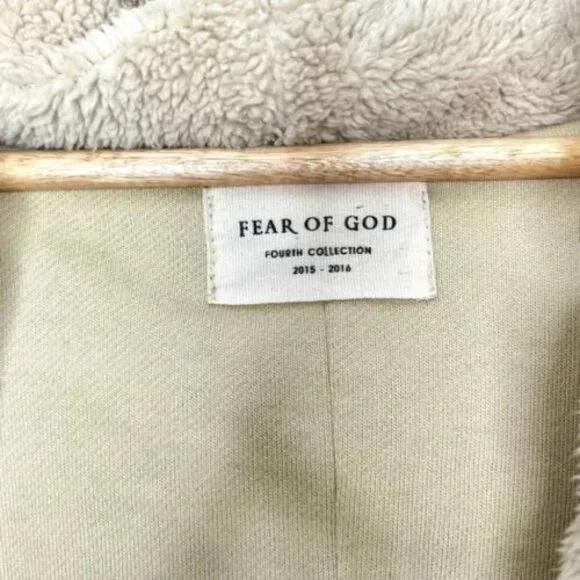 FEAR OF GOD
FOURTH COLLECTION
2015 - 2016